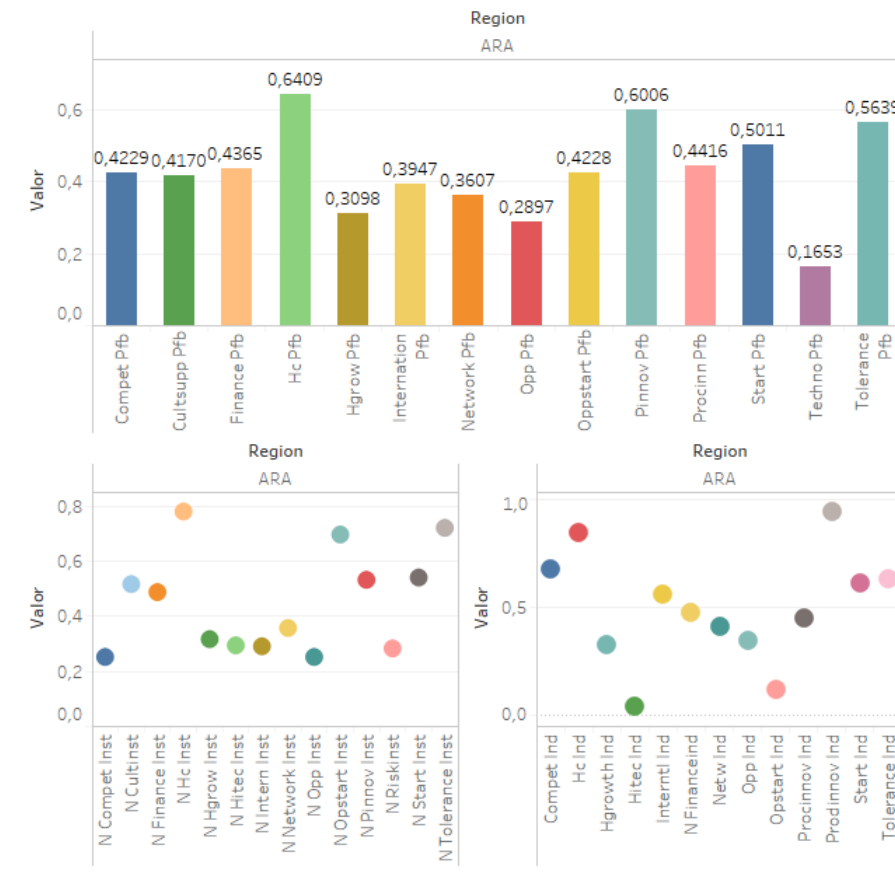 Region
ARA
Valor
0,6
0,4
0,2
0,0
0,4229
0,4170
0,4365
0,6409
0,3098
0,3947
0,3607
0,2897
0,4228
0,6006
0,4416
0,5011
0,1653
0,5639
Compet Pfb
Cultsupp Pfb
Finance Pfb
Hc Pfb
Hgrow Pfb
Internation
Pfb
Network Pfb
Opp Pfb
Oppstart Pfb
Pinnov Pfb
Procinn Pfb
Start Pfb
Techno Pfb
Tolerance
Pfb
Region
ARA
Valor
0,8
0,6
0,4
0,2
0,0
N Compet Inst
N Cultinst
N Finance Inst
N Hc Inst
N Hgrow Inst
N Hitec Inst
N Intern Inst
N Network Inst
N Opp Inst
N Opstart Inst
N Pinnov Inst
N Riskinst
N Start Inst
N Tolerance Inst
Region
ARA
Valor
1,0
0,5
0,0
Compet Ind
Hc Ind
Hgrowth Ind
Hitec Ind
Interntl Ind
N Financeind
Netw Ind
Opp Ind
Opstart Ind
Procinnov Ind
Prodinnov Ind
Start Ind
Tolerance Ind